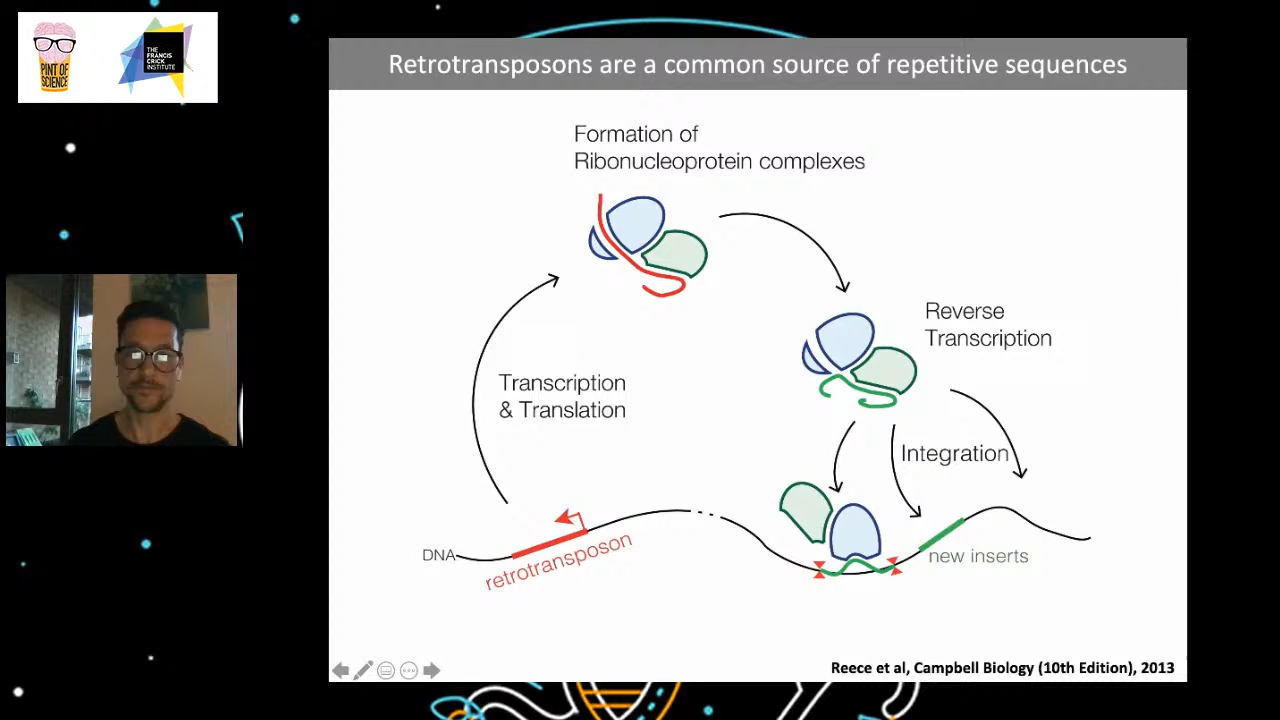 PINT OF
SCIENCE
THE
FRANCIS
CRICK
INSTITUTE
Retrotransposons are a common source of repetitive sequences
Formation of
Ribonucleoprotein complexes
Reverse
Transcription
Transcription
& Translation
Integration
DNA
retrotransposon
new inserts
Reece et al, Campbell Biology (10th Edition), 2013